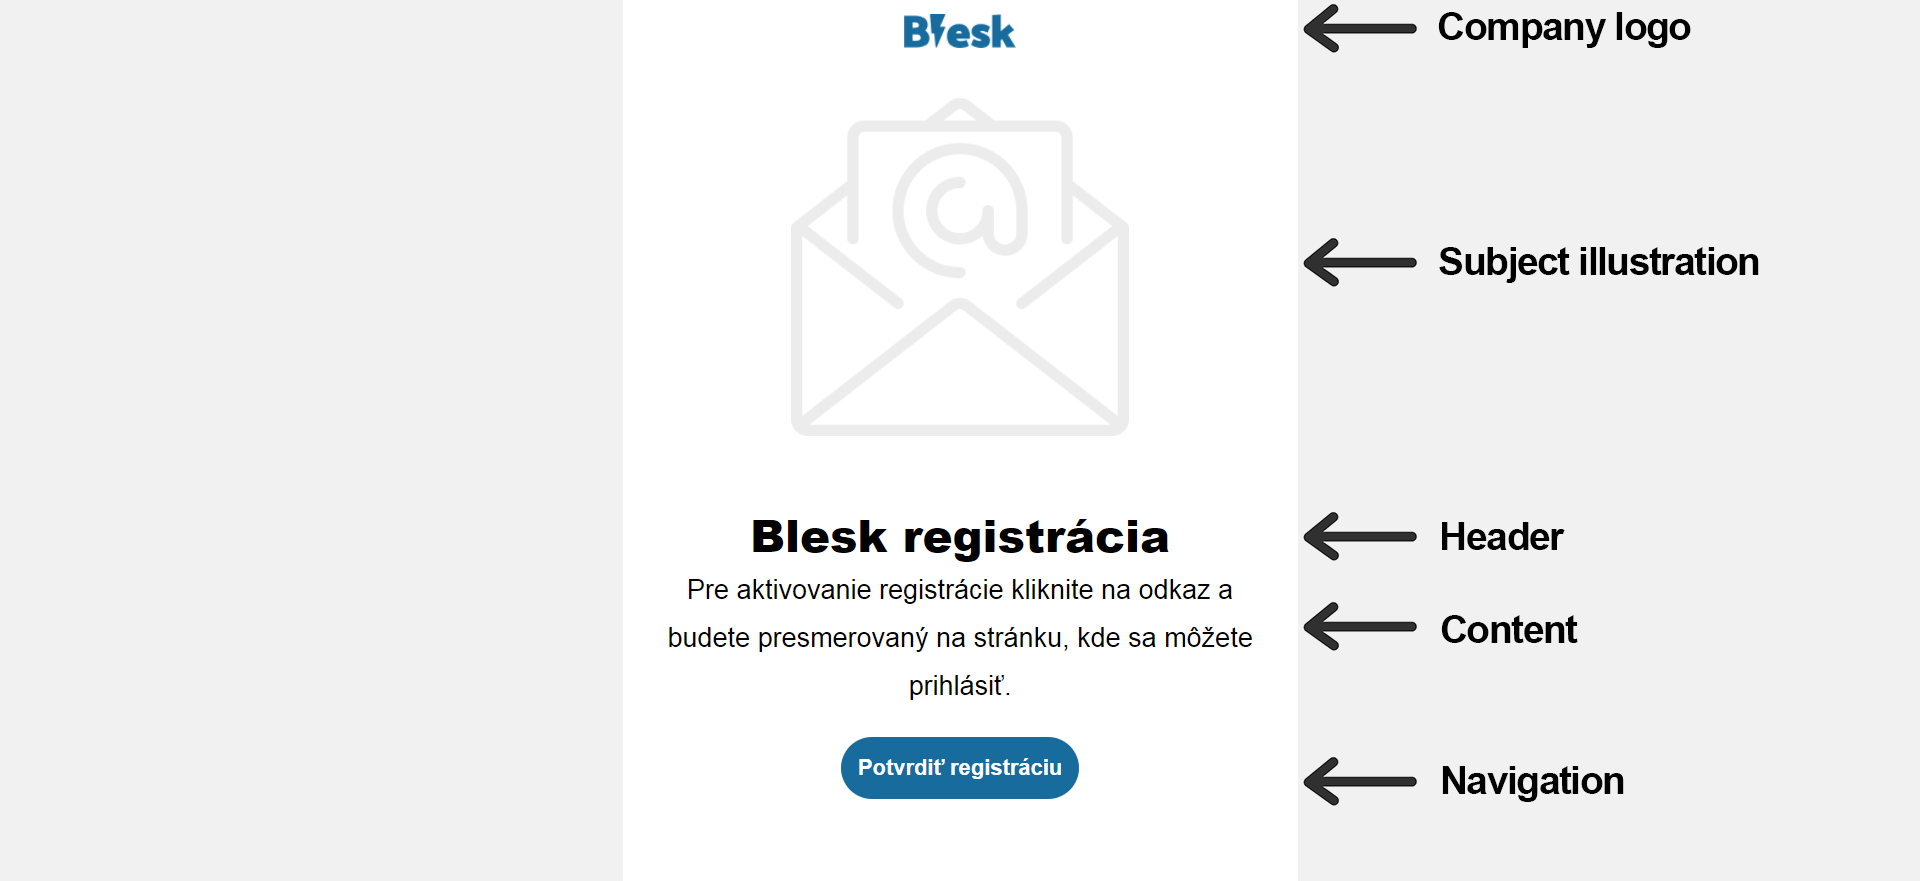 Blesk
Company logo
Subject illustration
Blesk registrácia
Header
Pre aktivovanie registrácie kliknite na odkaz a
budete presmerovaný na stránku, kde sa môžete
prihlásiť.
Content
Potvrdiť registráciu
Navigation